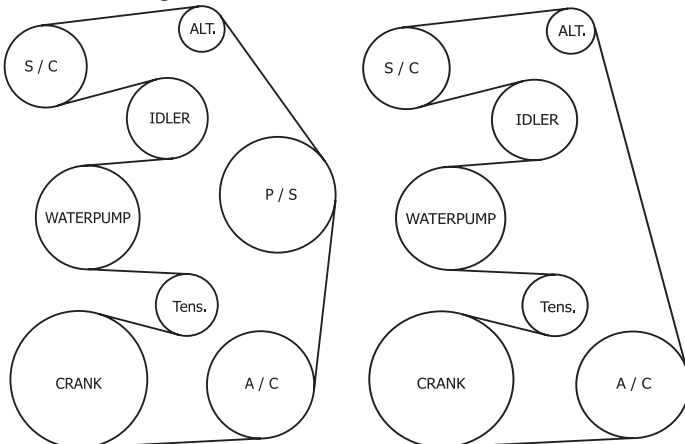 ALT.
S / C
IDLER
P / S
WATERPUMP
Tens.
CRANK
A / C
ALT.
S / C
IDLER
WATERPUMP
Tens.
CRANK
A / C